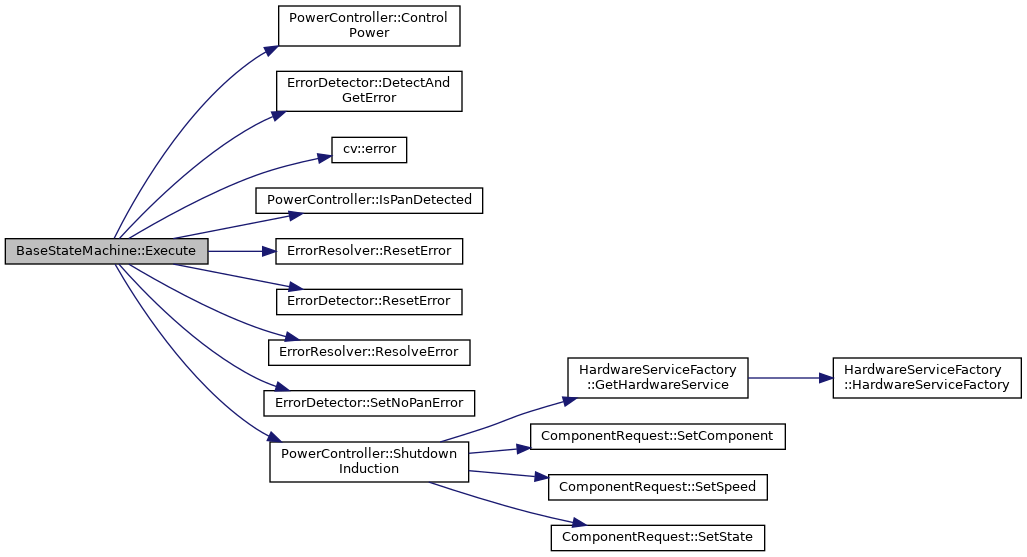 PowerController::Control
Power
ErrorDetector::DetectAnd
GetError
cv::error
PowerController::IsPanDetected
BaseStateMachine::Execute
ErrorResolver::ResetError
ErrorDetector::ResetError
ErrorResolver::ResolveError
ErrorDetector::SetNoPanError
PowerController::Shutdown
Induction
HardwareServiceFactory
::GetHardwareService
HardwareServiceFactory
::HardwareServiceFactory
ComponentRequest::SetComponent
ComponentRequest::SetSpeed
ComponentRequest::SetState